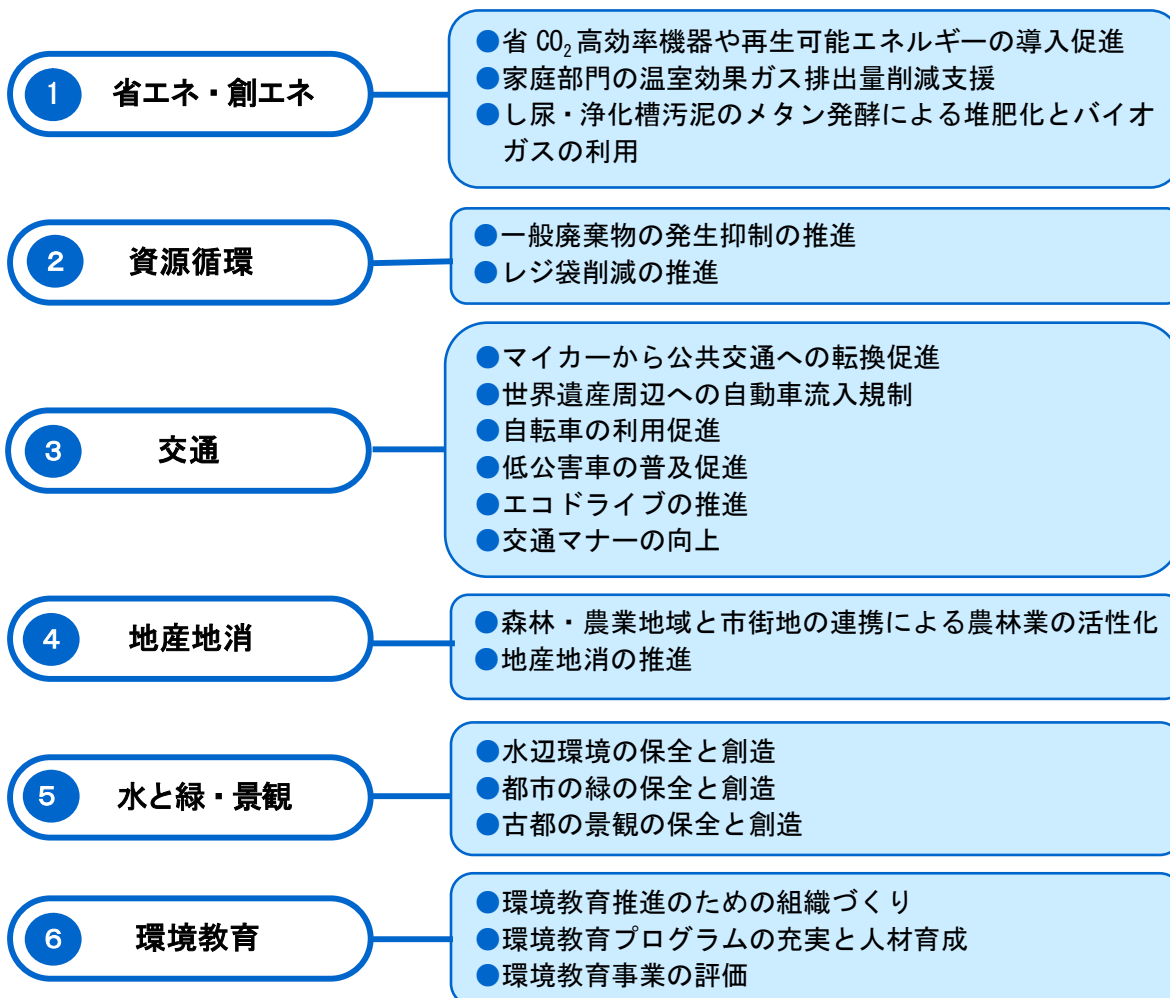 1 省エネ・創エネ
●省 CO₂高効率機器や再生可能エネルギーの導入促進
●家庭部門の温室効果ガス排出量削減支援
●し尿・浄化槽汚泥のメタン発酵による堆肥化とバイオ
ガスの利用
2 資源循環
●一般廃棄物の発生抑制の推進
●レジ袋削減の推進
3 交通
●マイカーから公共交通への転換促進
●世界遺産周辺への自動車流入規制
●自転車の利用促進
●低公害車の普及促進
●エコドライブの推進
●交通マナーの向上
4 地産地消
●森林・農業地域と市街地の連携による農林業の活性化
●地産地消の推進
5 水と緑・景観
●水辺環境の保全と創造
●都市の緑の保全と創造
●古都の景観の保全と創造
6 環境教育
●環境教育推進のための組織づくり
●環境教育プログラムの充実と人材育成
●環境教育事業の評価